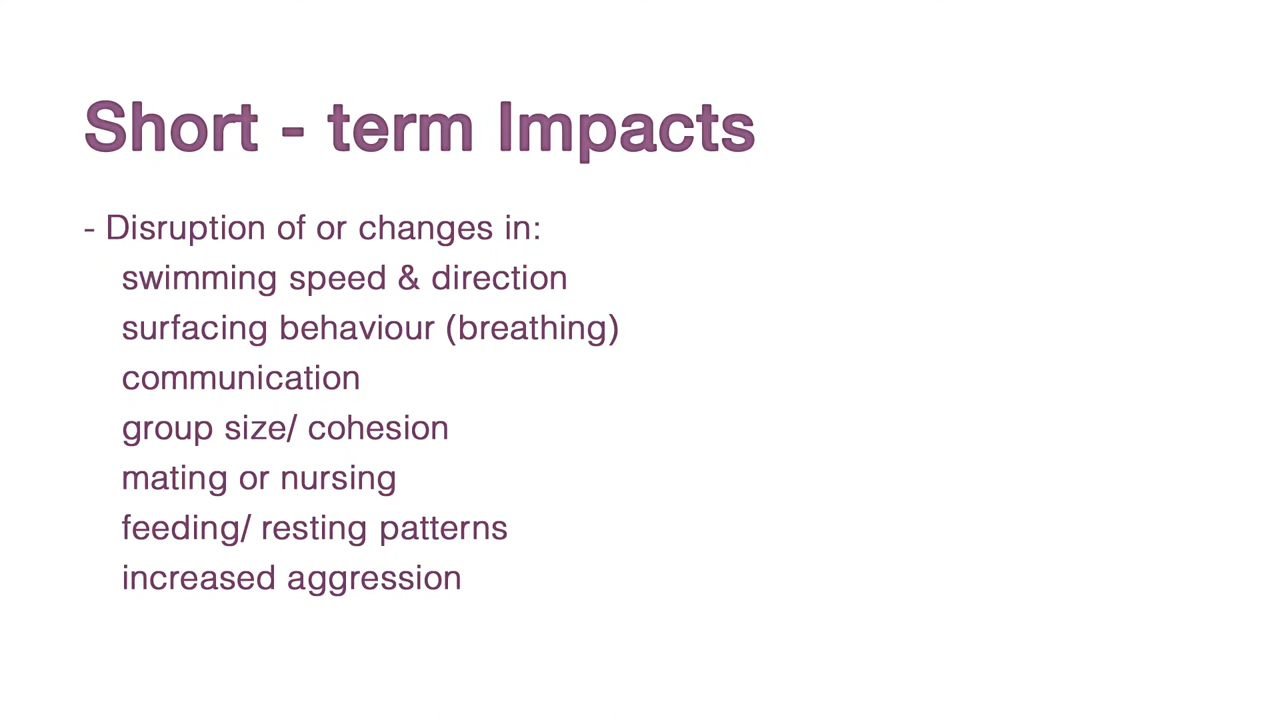 Short - term Impacts
- Disruption of or changes in:
swimming speed & direction
surfacing behaviour (breathing)
communication
group size/ cohesion
mating or nursing
feeding/ resting patterns
increased aggression